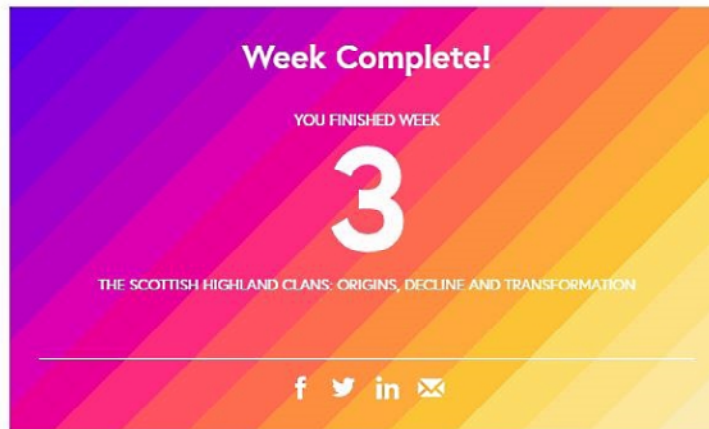 Week Complete!
YOU FINISHED WEEK
3
THE SCOTTISH HIGHLAND CLANS: ORIGINS, DECLINE AND TRANSFORMATION